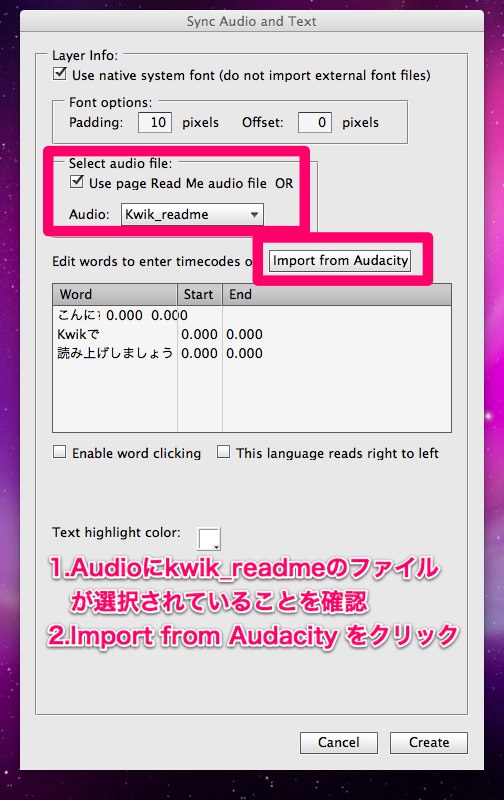 Sync Audio and Text
Layer Info:
Use native system font (do not import external font files)
Font options:
Padding: 10 pixels Offset: 0 pixels
Select audio file:
Use page Read Me audio file OR
Audio: Kwik_readme
Edit words to enter timecodes o
Import from Audacity
Word Start End
こんに 0.000 0.000
Kwikで 0.000 0.000
読み上げしましょう 0.000 0.000
Enable word clicking This language reads right to left
Text highlight color:
1.Audioにkwik_readmeのファイル
が選択されていることを確認
2.Import from Audacity をクリック
Cancel Create